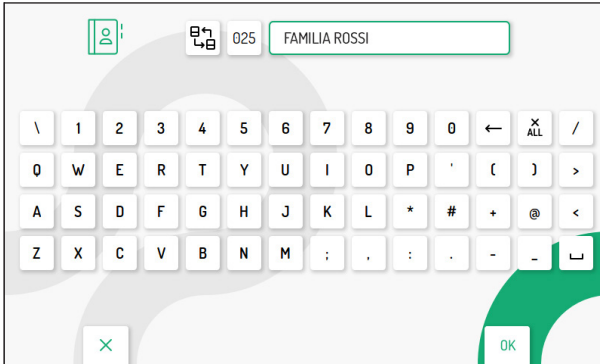 025 FAMILIA ROSSI
\ 1 2 3 4 5 6 7 8 9 0 ← × ALL /
Q W E R T Y U I O P ' ( ) >
A S D F G H J K L * # + @ <
Z X C V B N M ; , : . - _ ⎵
× OK